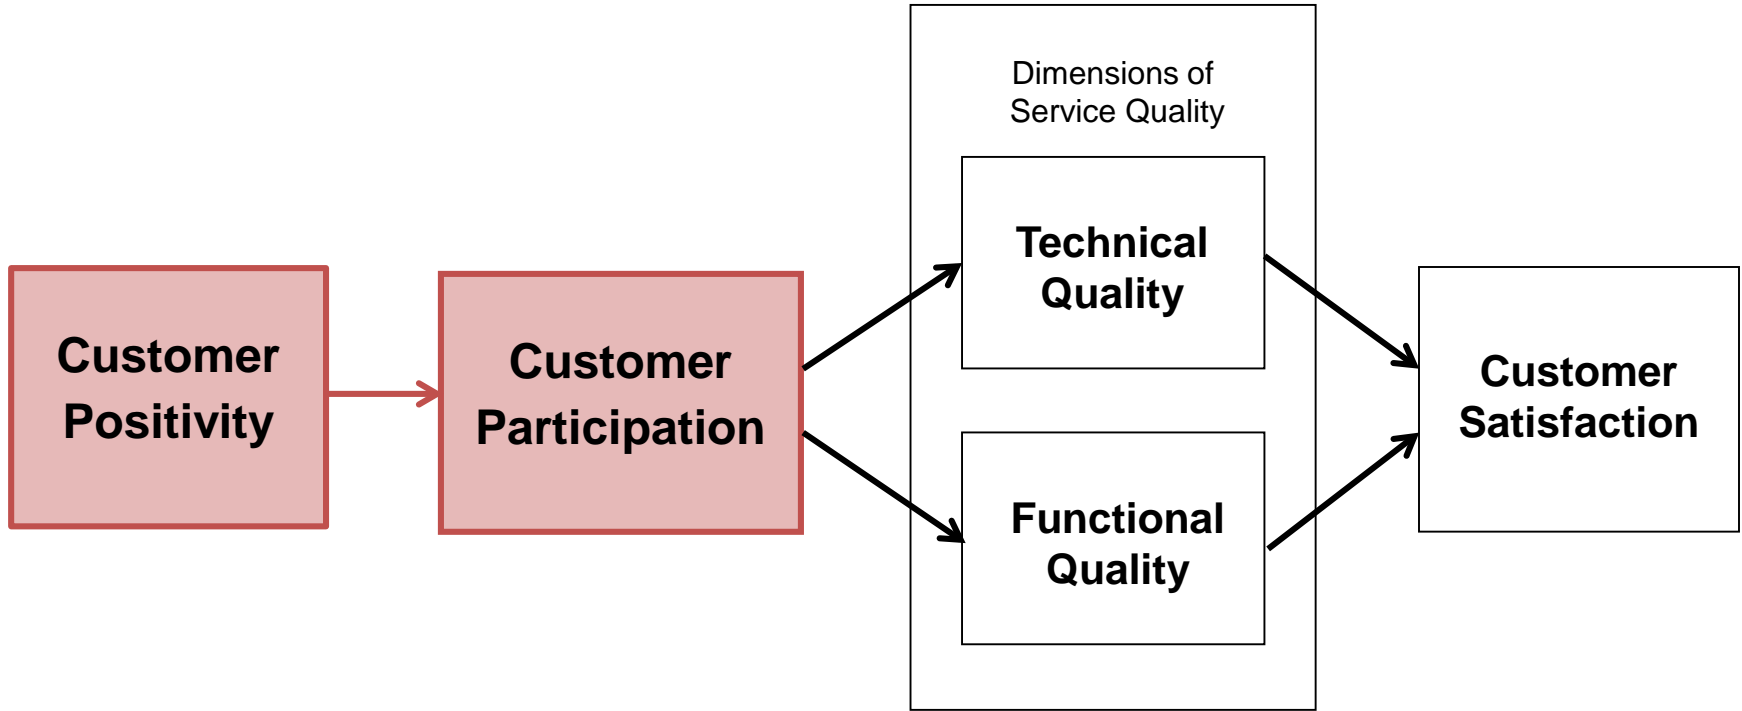 Customer
Positivity
Customer
Participation
Dimensions of
Service Quality
Technical
Quality
Functional
Quality
Customer
Satisfaction